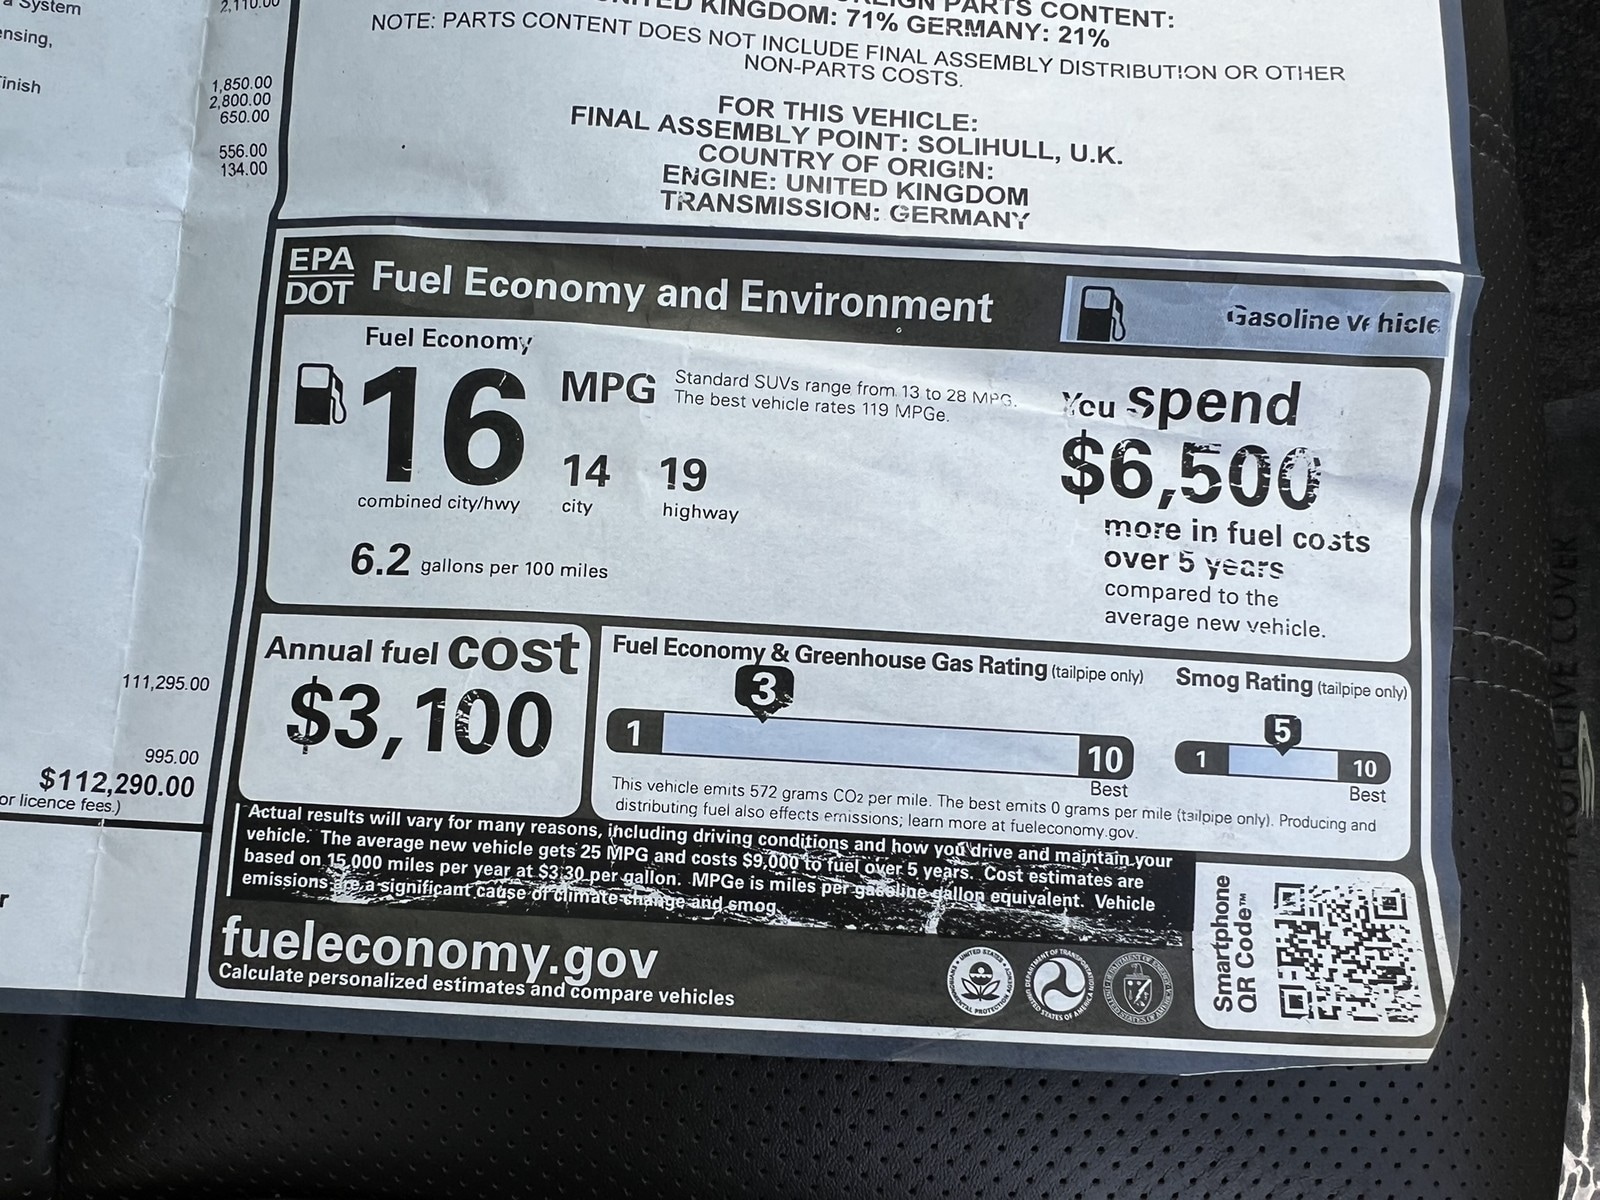 a System
2,110.00
ensing,
inish
1,850.00
2,800.00
650.00
556.00
134.00
111,295.00
995.00
$112,290.00
or licence fees.)
PARTS CONTENT:
KINGDOM: 71% GERMANY: 21%
NOTE: PARTS CONTENT DOES NOT INCLUDE FINAL ASSEMBLY DISTRIBUTION OR OTHER
NON-PARTS COSTS.
FOR THIS VEHICLE:
FINAL ASSEMBLY POINT: SOLIHULL, U.K.
COUNTRY OF ORIGIN:
ENGINE: UNITED KINGDOM
TRANSMISSION: GERMANY
EPA
DOT
Fuel Economy and Environment
Gasoline vehicle
Fuel Economy
16 MPG
Standard SUVs range from 13 to 28 MPG.
The best vehicle rates 119 MPGe.
14 19
combined city/hwy city highway
6.2 gallons per 100 miles
You spend
$6,500
more in fuel costs
over 5 years
compared to the
average new vehicle.
Annual fuel cost
$3,100
Fuel Economy & Greenhouse Gas Rating (tailpipe only)
3
1 10
Best
Smog Rating (tailpipe only)
5
1 10
Best
This vehicle emits 572 grams CO2 per mile. The best emits 0 grams per mile (tailpipe only). Producing and
distributing fuel also effects emissions; learn more at fueleconomy.gov.
Actual results will vary for many reasons, including driving conditions and how you drive and maintain your
vehicle. The average new vehicle gets 25 MPG and costs $9,000 to fuel over 5 years. Cost estimates are
based on 15,000 miles per year at $3.30 per gallon. MPGe is miles per gasoline gallon equivalent. Vehicle
emissions are a significant cause of climate change and smog.
fueleconomy.gov
Calculate personalized estimates and compare vehicles
Smartphone
QR Code™
COVER